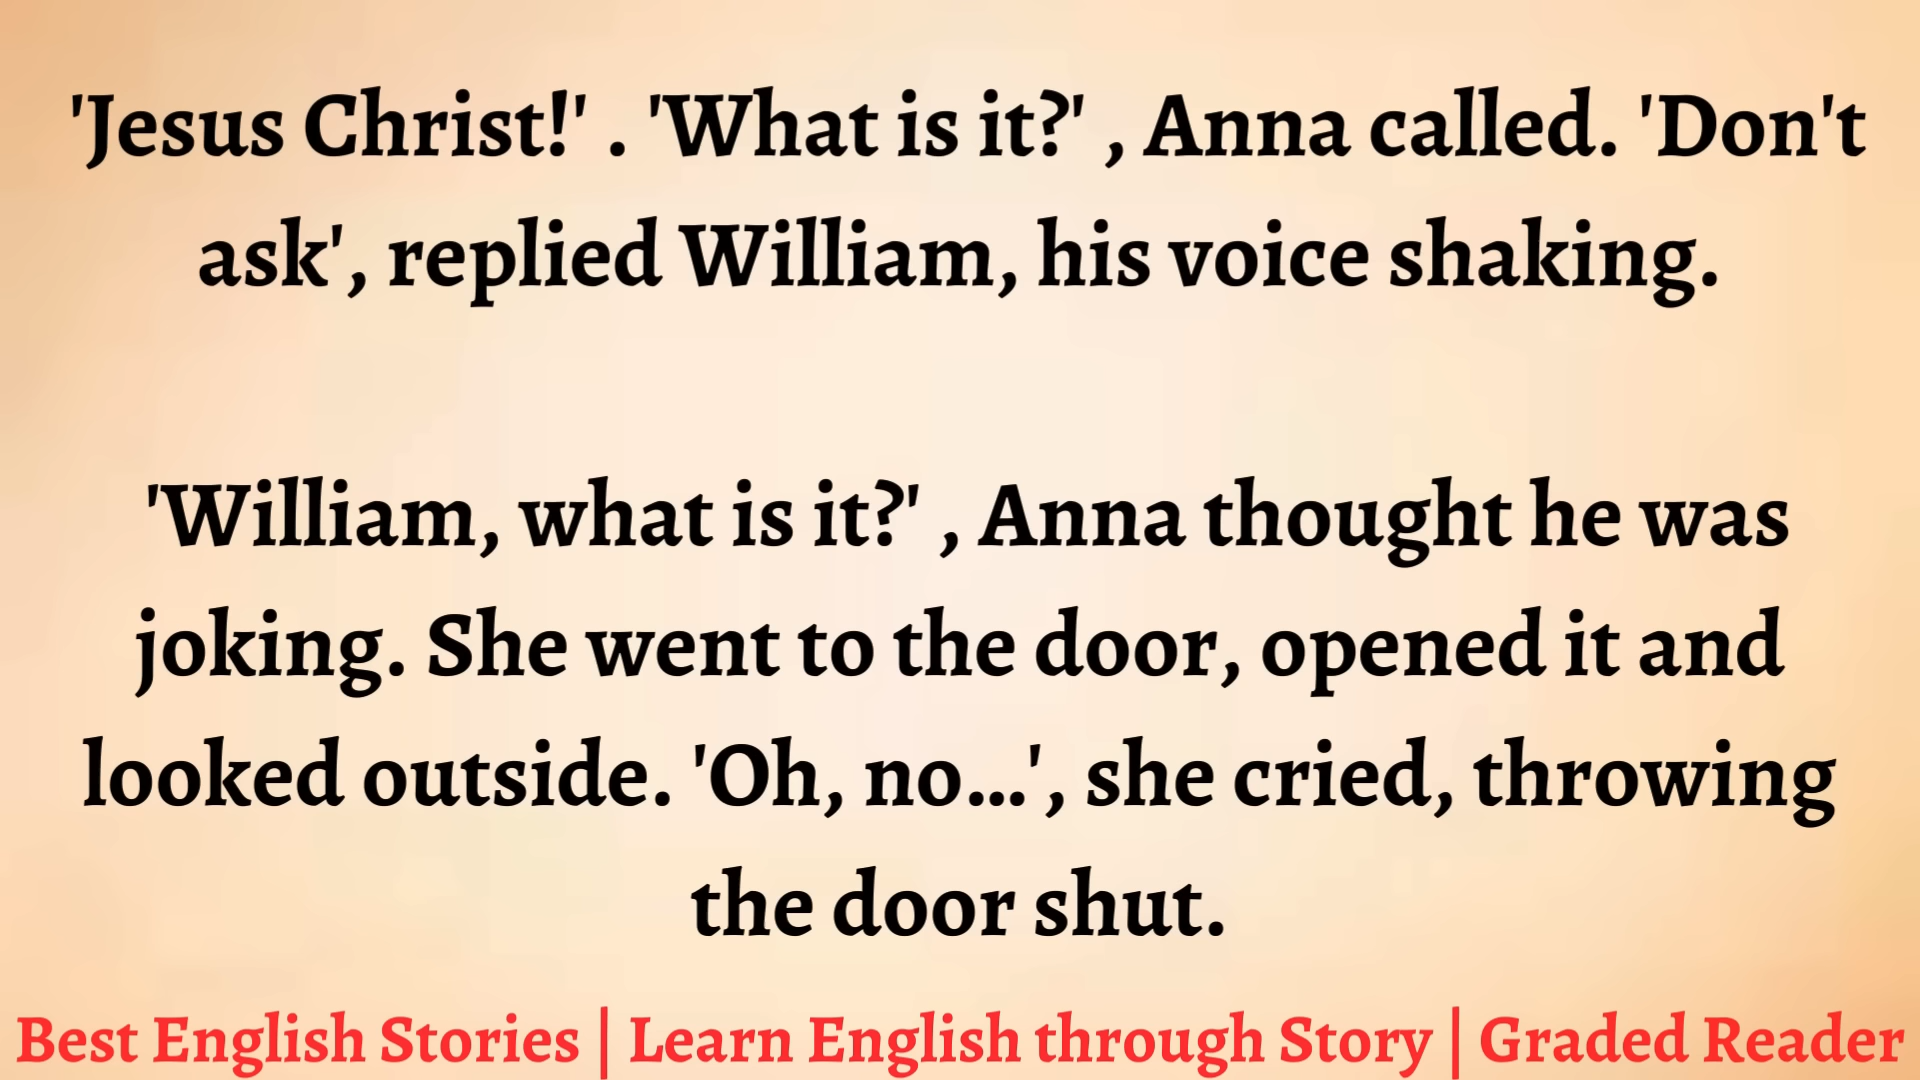 'Jesus Christ!' . 'What is it?' , Anna called. 'Don't
ask', replied William, his voice shaking.
'William, what is it?' , Anna thought he was
joking. She went to the door, opened it and
looked outside. 'Oh, no...', she cried, throwing
the door shut.
Best English Stories | Learn English through Story | Graded Reader